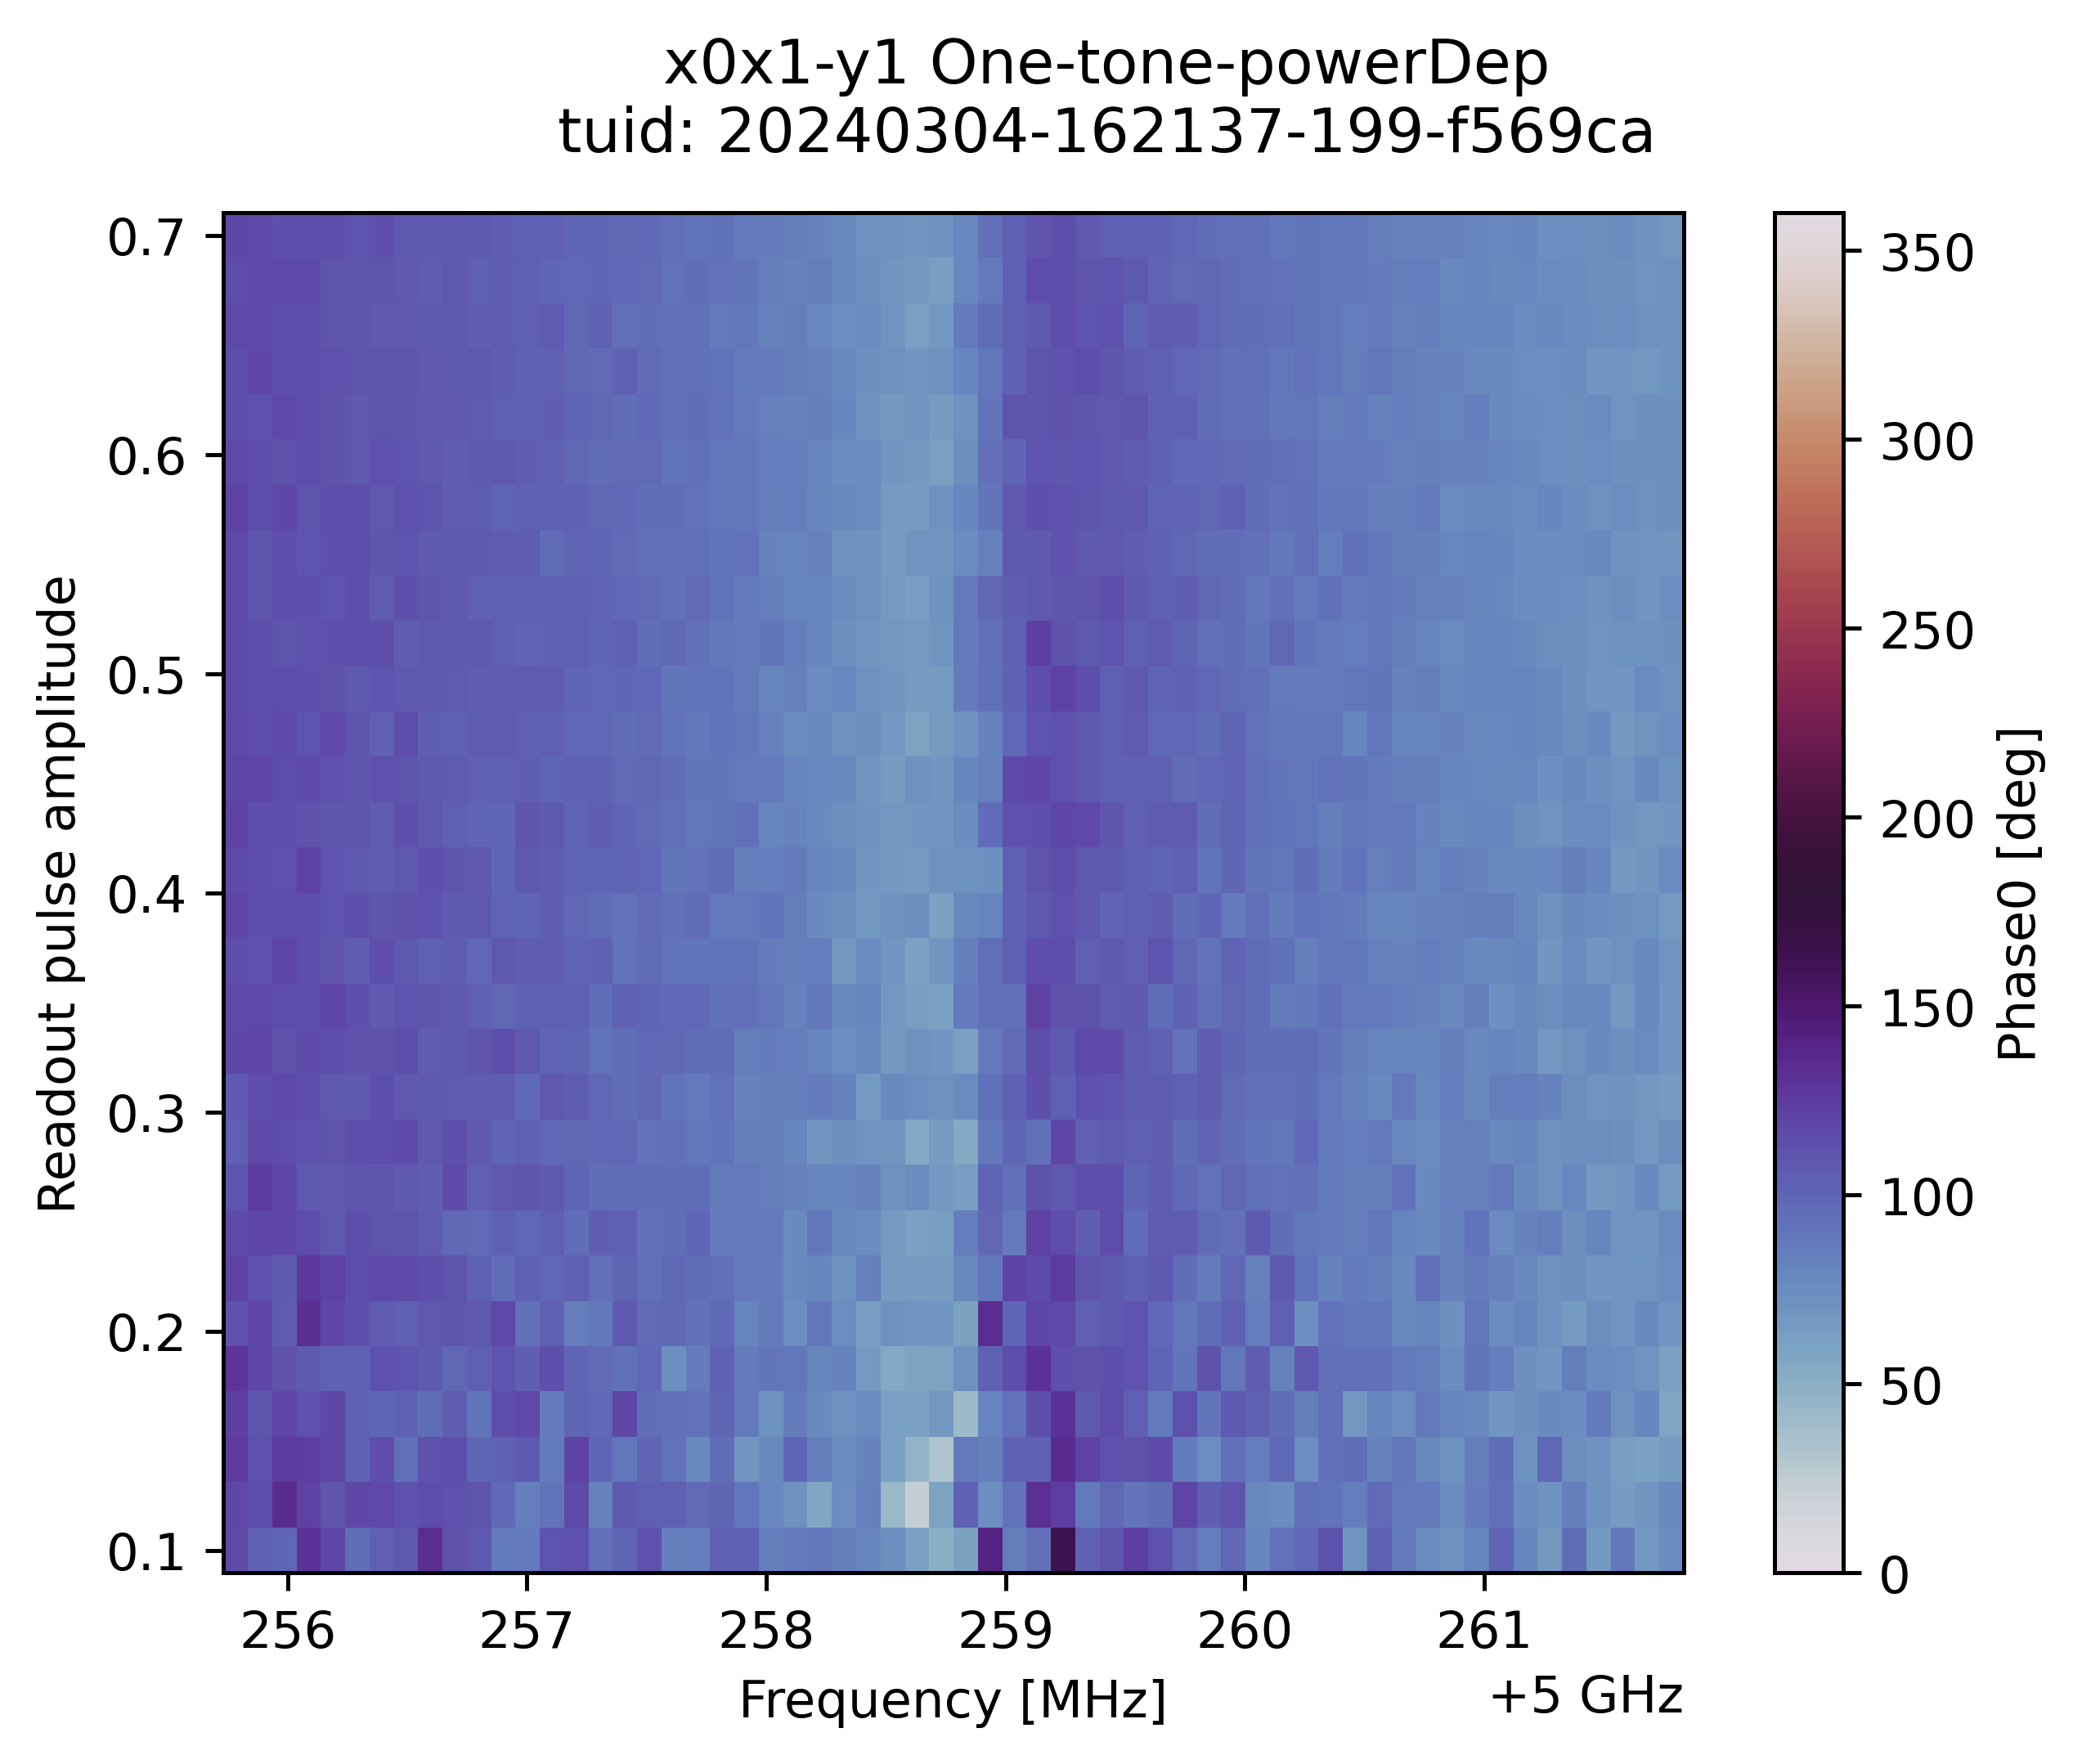 x0x1-y1 One-tone-powerDep
tuid: 20240304-162137-199-f569ca
Readout pulse amplitude
0.7
0.6
0.5
0.4
0.3
0.2
0.1
256 257 258 259 260 261
Frequency [MHz]
+5 GHz
350
300
250
200
150
100
50
0
Phase0 [deg]